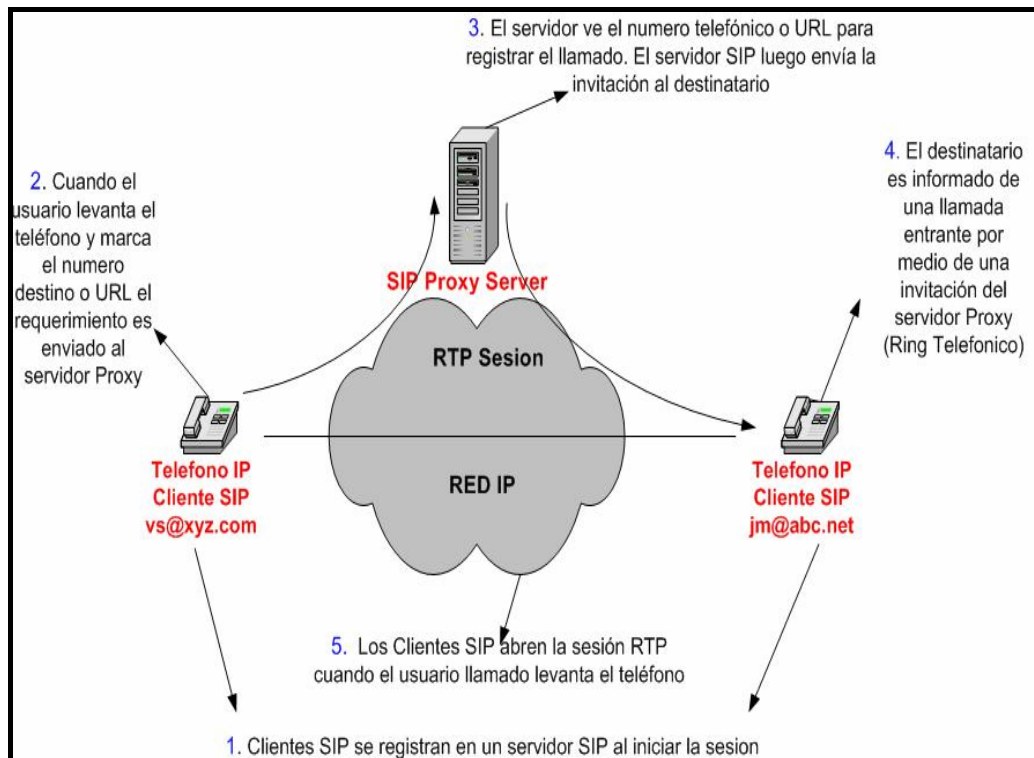 3. El servidor ve el numero telefónico o URL para
registrar el llamado. El servidor SIP luego envía la
invitación al destinatario
2. Cuando el
usuario levanta el
teléfono y marca
el numero
destino o URL el
requerimiento es
enviado al
servidor Proxy
4. El destinatario
es informado de
una llamada
entrante por
medio de una
invitación del
servidor Proxy
(Ring Telefonico)
SIP Proxy Server
RTP Sesion
RED IP
Telefono IP
Cliente SIP
vs@xyz.com
Telefono IP
Cliente SIP
jm@abc.net
5. Los Clientes SIP abren la sesión RTP
cuando el usuario llamado levanta el teléfono
1. Clientes SIP se registran en un servidor SIP al iniciar la sesion